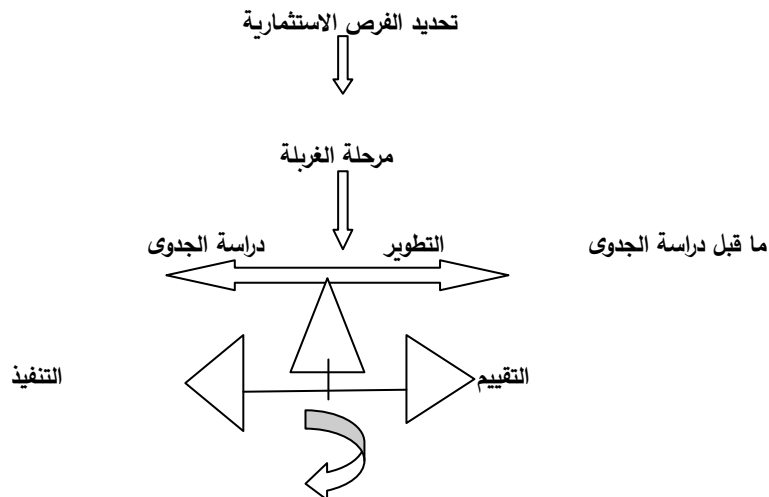 تحديد الفرص الاستثمارية
مرحلة الغربلة
ما قبل دراسة الجدوى
التطوير
دراسة الجدوى
التقييم
التنفيذ